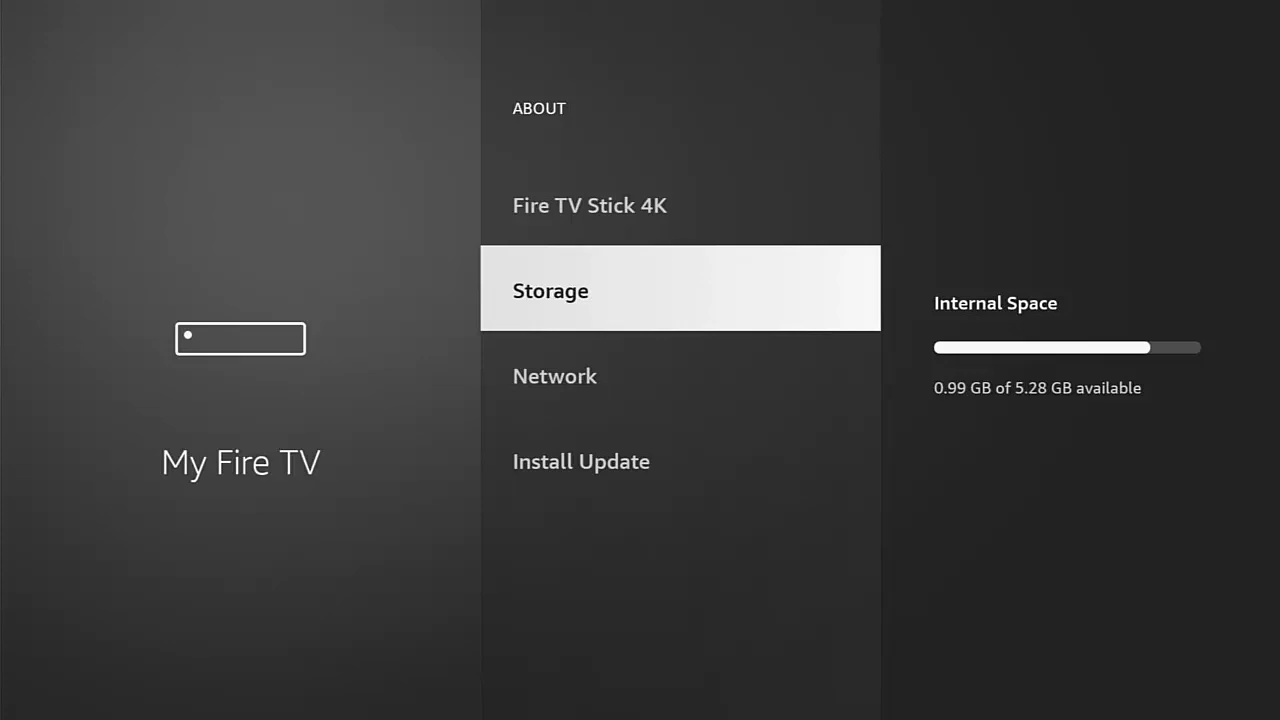 My Fire TV
ABOUT
Fire TV Stick 4K
Storage
Network
Install Update
Internal Space
0.99 GB of 5.28 GB available